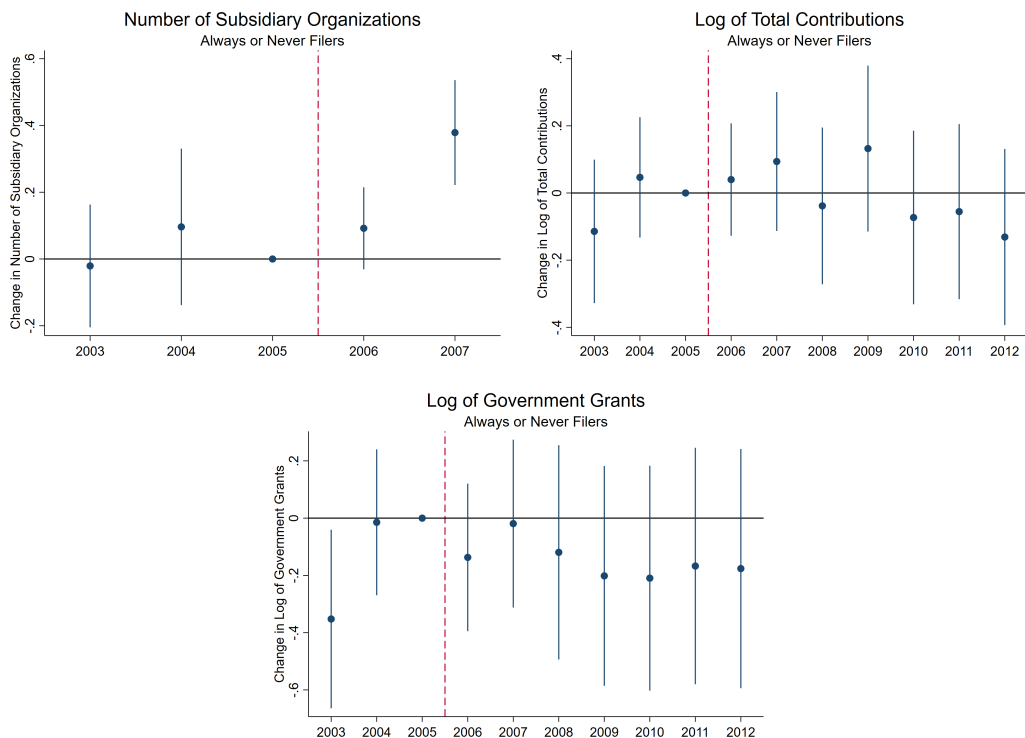 Number of Subsidiary Organizations
Always or Never Filers
Change in Number of Subsidiary Organizations
.6
.4
.2
0
-.2
2003 2004 2005 2006 2007
Log of Total Contributions
Always or Never Filers
Change in Log of Total Contributions
.4
.2
0
-.2
-.4
2003 2004 2005 2006 2007 2008 2009 2010 2011 2012
Log of Government Grants
Always or Never Filers
Change in Log of Government Grants
.2
0
-.2
-.4
-.6
2003 2004 2005 2006 2007 2008 2009 2010 2011 2012